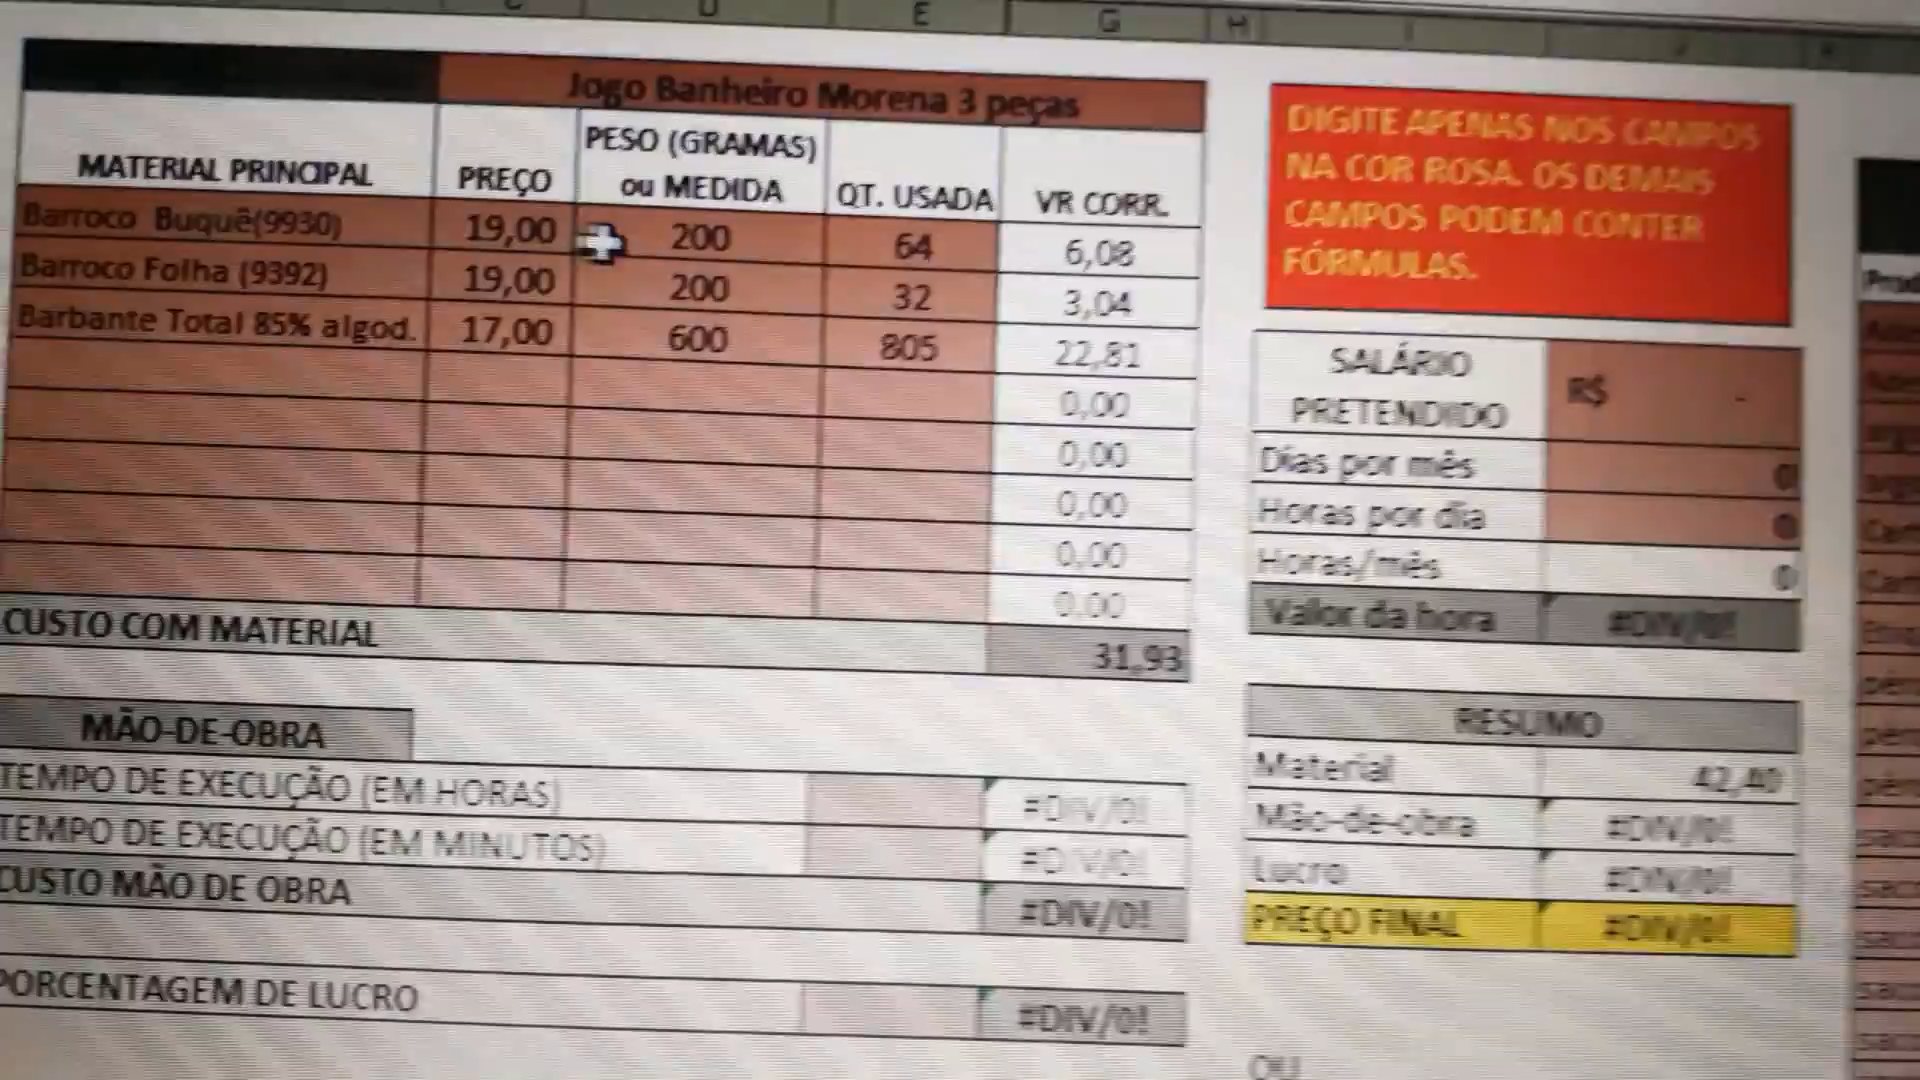 E
G
H
Jogo Banheiro Morena 3 peças
MATERIAL PRINCIPAL PREÇO PESO (GRAMAS) ou MEDIDA QT. USADA VR CORR.
Barroco Buquê(9930) 19,00 200 64 6,08
Barroco Folha (9392) 19,00 200 32 3,04
Barbante Total 85% algod. 17,00 600 805 22,81
0,00
0,00
0,00
0,00
0,00
CUSTO COM MATERIAL 31,93
MÃO-DE-OBRA
TEMPO DE EXECUÇÃO (EM HORAS) #DIV/0!
TEMPO DE EXECUÇÃO (EM MINUTOS) #DIV/0!
CUSTO MÃO DE OBRA #DIV/0!
PORCENTAGEM DE LUCRO #DIV/0!
DIGITE APENAS NOS CAMPOS
NA COR ROSA. OS DEMAIS
CAMPOS PODEM CONTER
FÓRMULAS.
SALÁRIO
PRETENDIDO R$ -
Dias por mês 0
Horas por dia 0
Horas/mês 0
Valor da hora #DIV/0!
RESUMO
Material 42,40
Mão-de-obra #DIV/0!
Lucro #DIV/0!
PREÇO FINAL #DIV/0!
OU